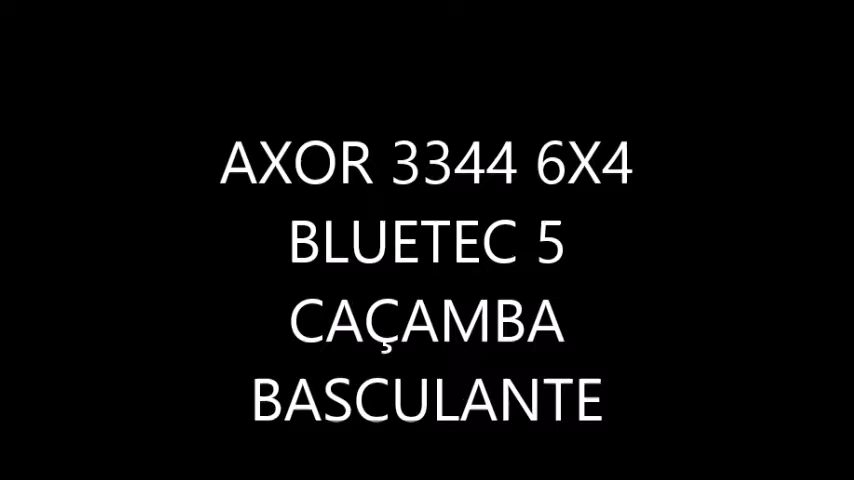 AXOR 3344 6X4
BLUETEC 5
CAÇAMBA
BASCULANTE